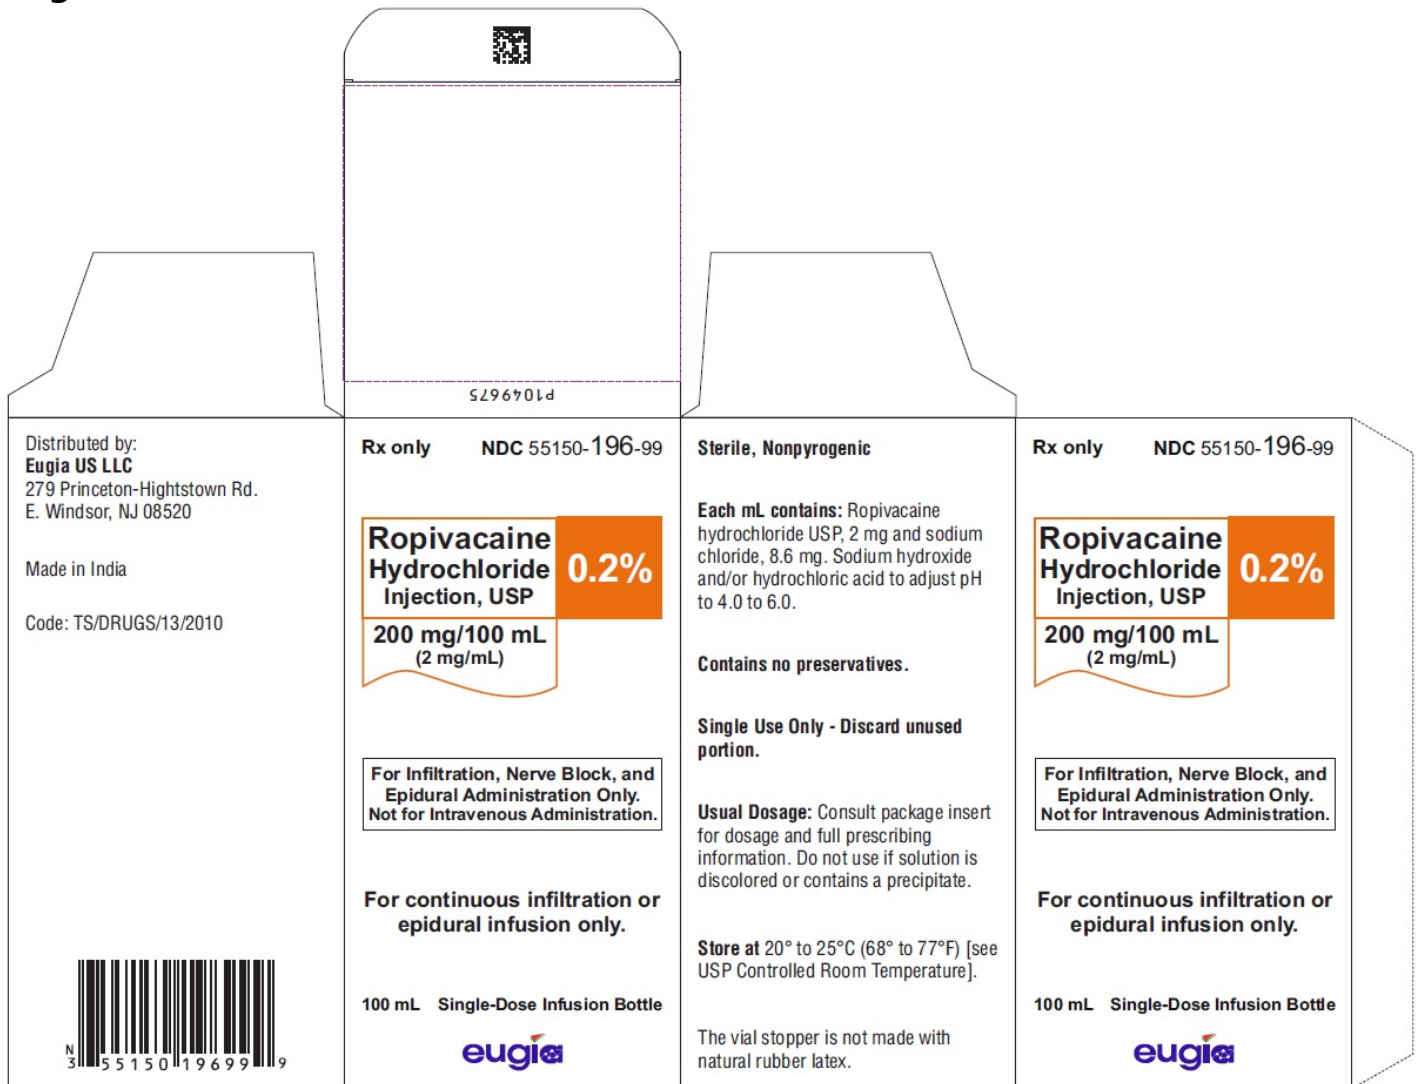 P1049675
Distributed by:
Eugia US LLC
279 Princeton-Hightstown Rd.
E. Windsor, NJ 08520
Made in India
Code: TS/DRUGS/13/2010
N
3 55150 19699 9
Rx only NDC 55150-196-99
Ropivacaine
Hydrochloride
Injection, USP
0.2%
200 mg/100 mL
(2 mg/mL)
For Infiltration, Nerve Block, and
Epidural Administration Only.
Not for Intravenous Administration.
For continuous infiltration or
epidural infusion only.
100 mL Single-Dose Infusion Bottle
eugia
Sterile, Nonpyrogenic
Each mL contains: Ropivacaine
hydrochloride USP, 2 mg and sodium
chloride, 8.6 mg. Sodium hydroxide
and/or hydrochloric acid to adjust pH
to 4.0 to 6.0.
Contains no preservatives.
Single Use Only - Discard unused
portion.
Usual Dosage: Consult package insert
for dosage and full prescribing
information. Do not use if solution is
discolored or contains a precipitate.
Store at 20° to 25°C (68° to 77°F) [see
USP Controlled Room Temperature].
The vial stopper is not made with
natural rubber latex.
Rx only NDC 55150-196-99
Ropivacaine
Hydrochloride
Injection, USP
0.2%
200 mg/100 mL
(2 mg/mL)
For Infiltration, Nerve Block, and
Epidural Administration Only.
Not for Intravenous Administration.
For continuous infiltration or
epidural infusion only.
100 mL Single-Dose Infusion Bottle
eugia